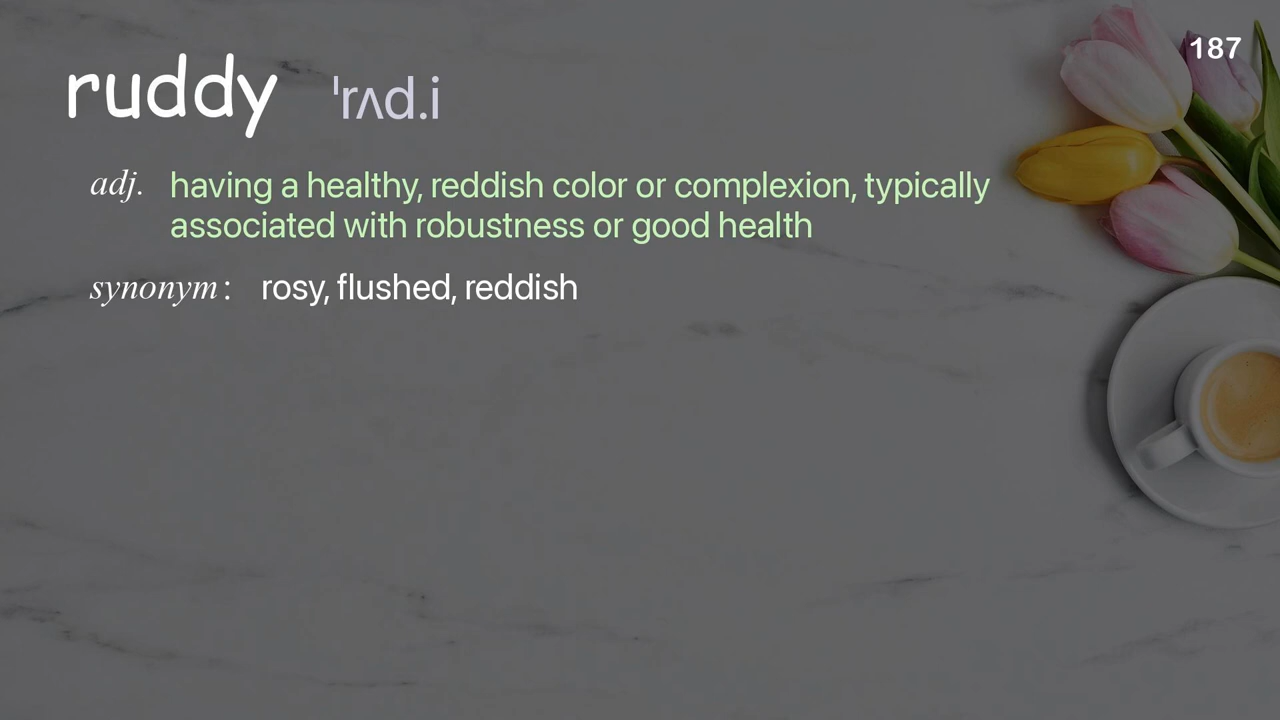 187
ruddy ˈrʌd.i
adj. having a healthy, reddish color or complexion, typically
associated with robustness or good health
synonym: rosy, flushed, reddish